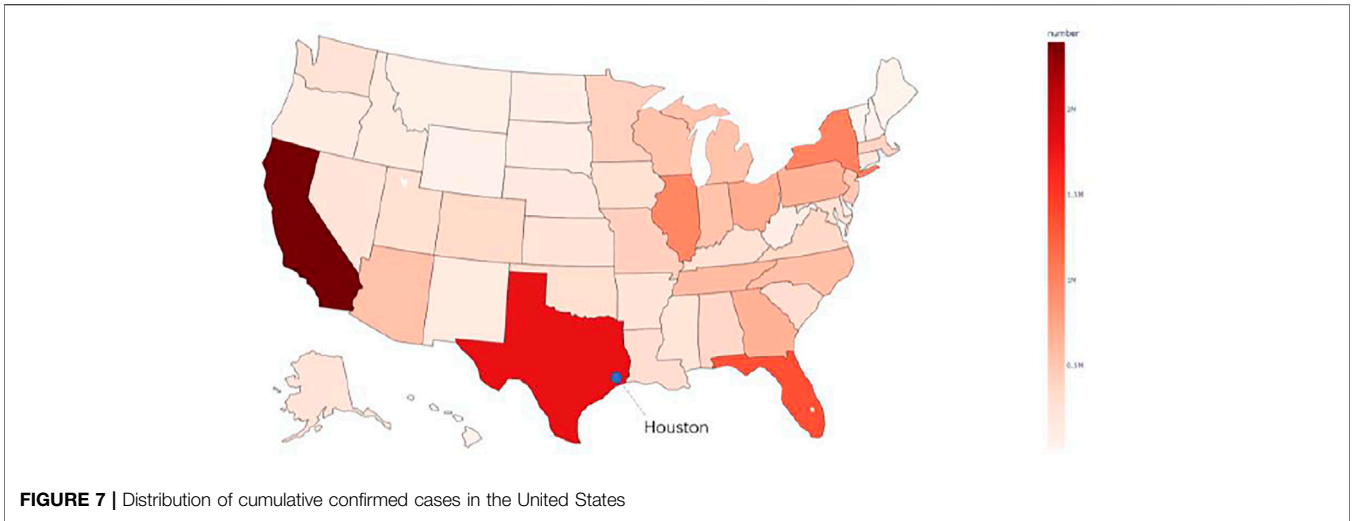 number
2M
1.5M
1M
0.5M
Houston
FIGURE 7 | Distribution of cumulative confirmed cases in the United States